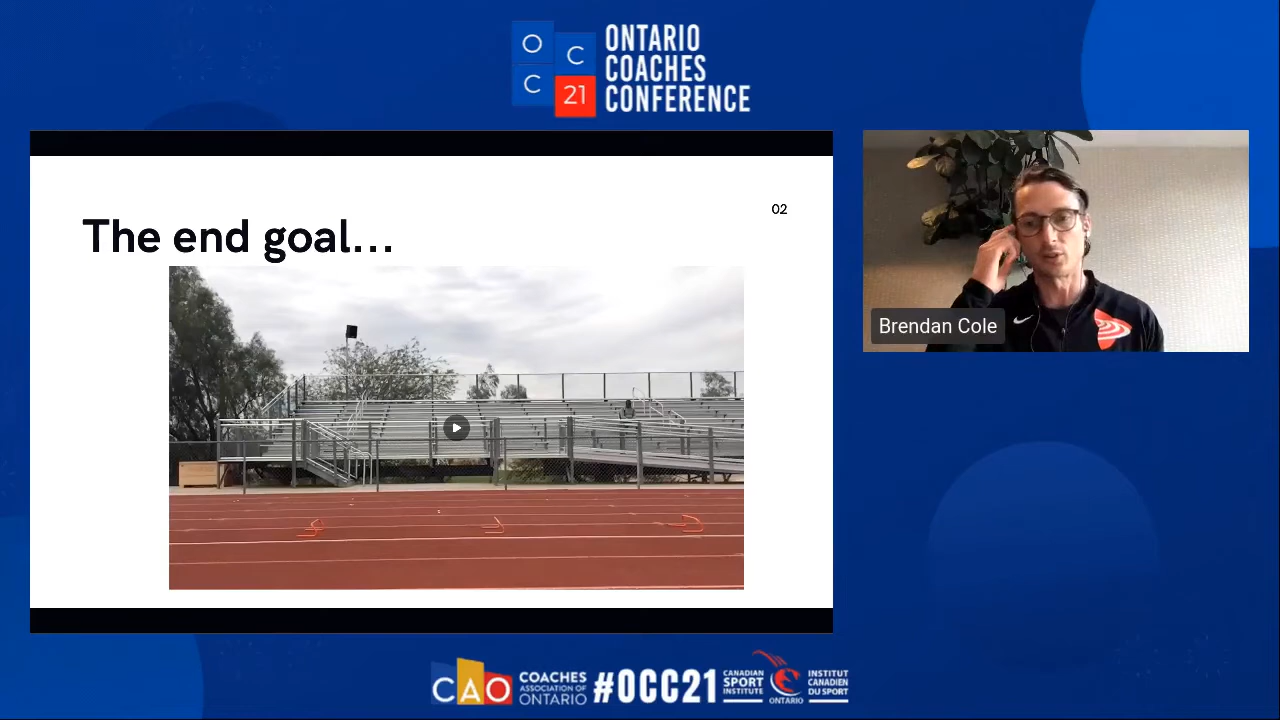 O
C
C
21
ONTARIO
COACHES
CONFERENCE
02
The end goal...
Brendan Cole
CAO
COACHES
ASSOCIATION OF
ONTARIO
#OCC21
CANADIAN
SPORT
INSTITUTE
ONTARIO
INSTITUT
CANADIEN
DU SPORT